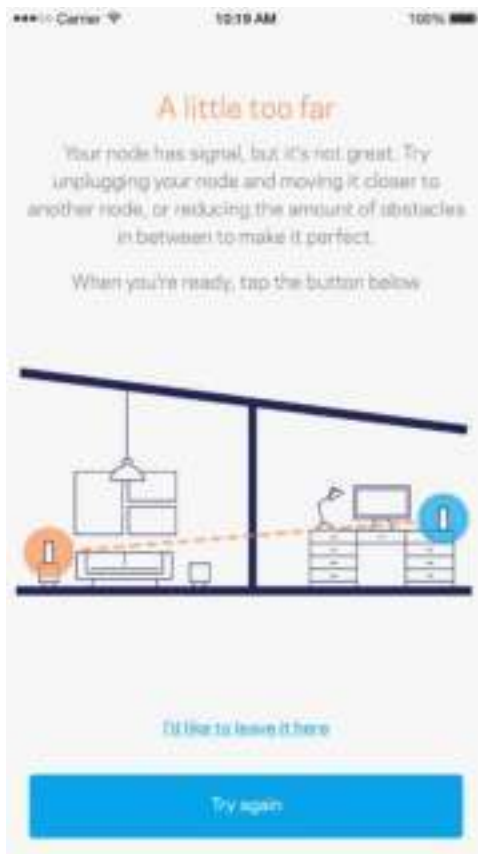 Carrier 10:19 AM 100%
A little too far
Your node has signal, but it's not great. Try
unplugging your node and moving it closer to
another node, or reducing the amount of obstacles
in between to make it perfect.
When you're ready, tap the button below
I'd like to leave it here
Try again